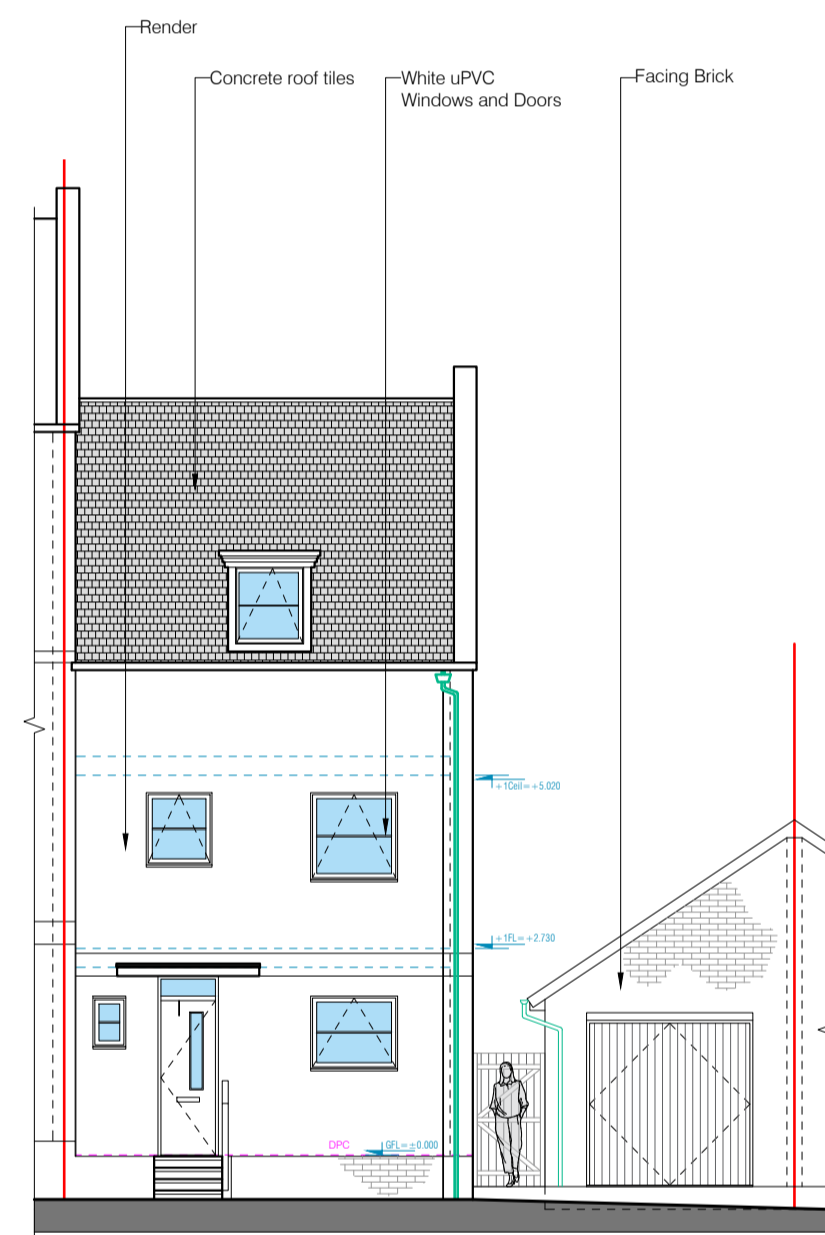 Render
Concrete roof tiles
White uPVC
Windows and Doors
Facing Brick
+1Ceil=+5.020
+1FL=+2.730
DPC
GFL=±0.000